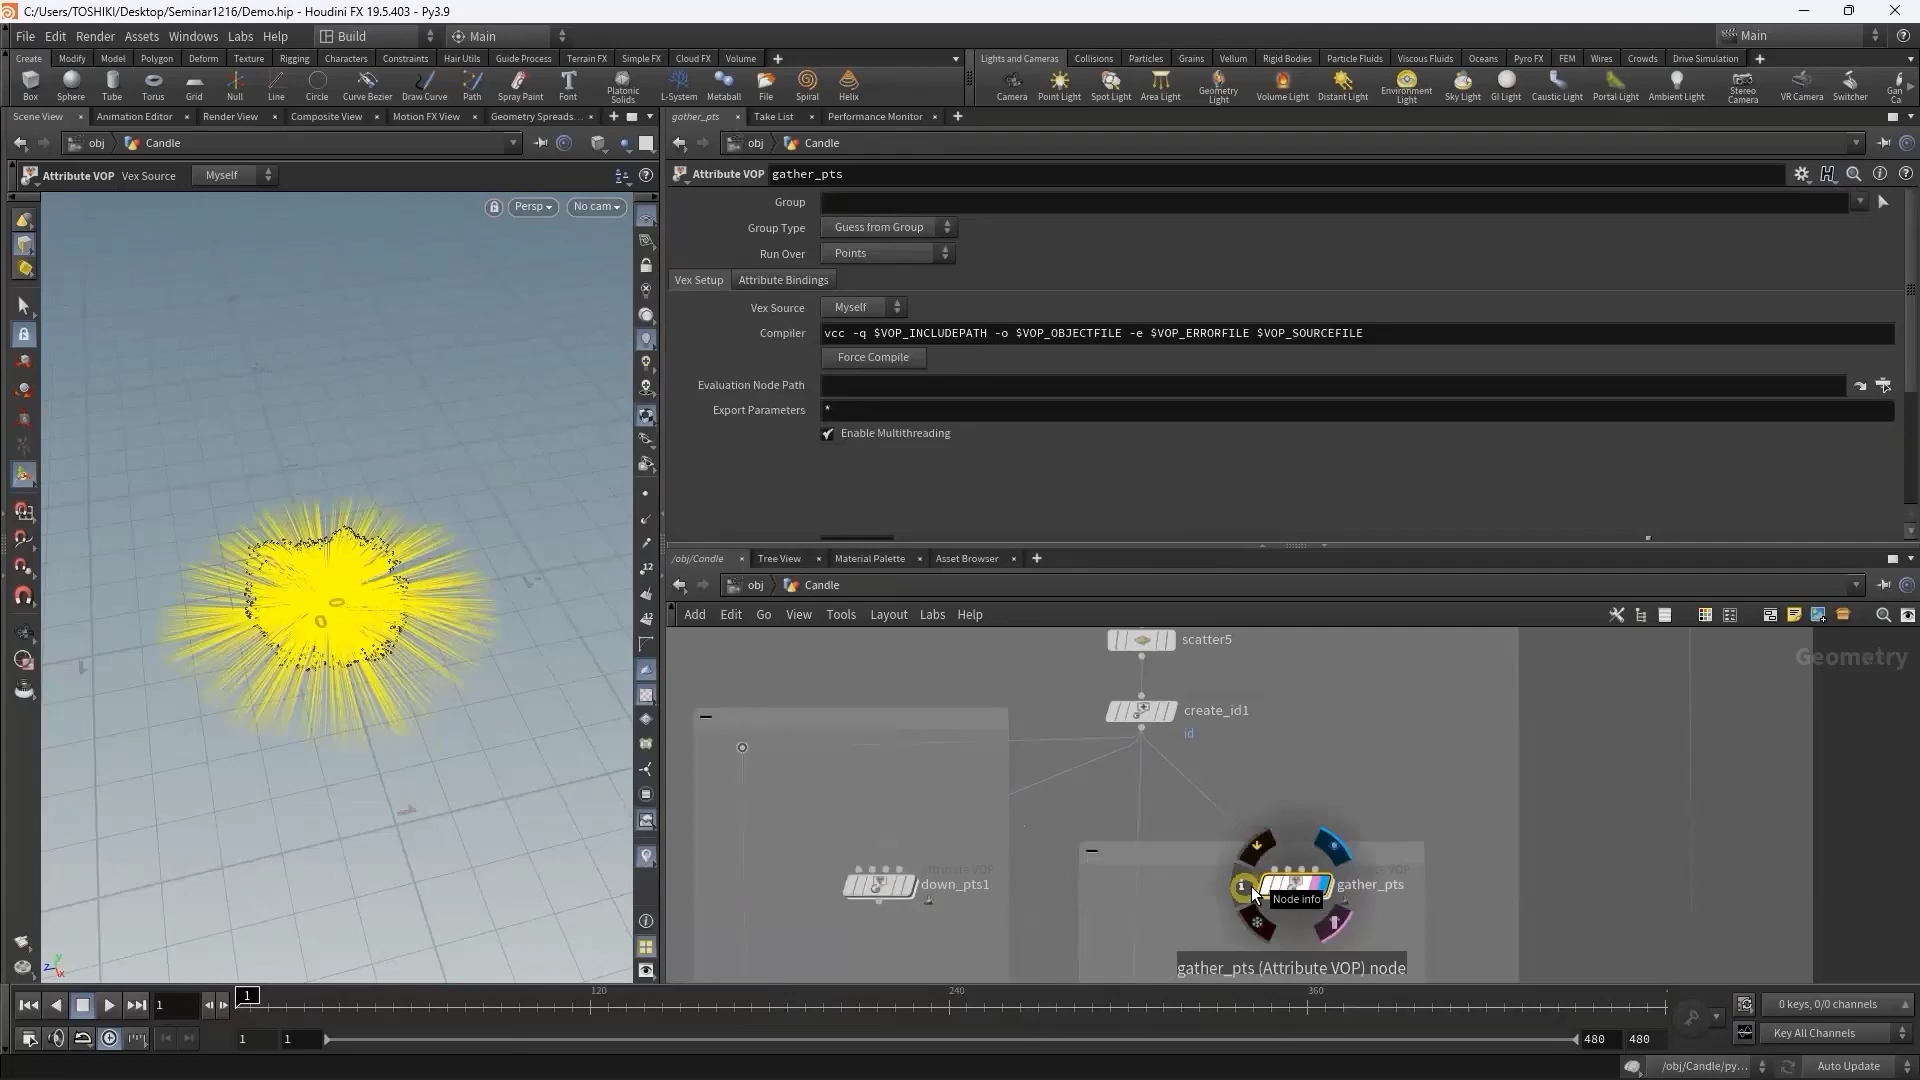 C:/Users/TOSHIKI/Desktop/Seminar1216/Demo.hip - Houdini FX 19.5.403 - Py3.9
File Edit Render Assets Windows Labs Help Build Main Main
Create Modify Model Polygon Deform Texture Rigging Characters Constraints Hair Utils Guide Process Terrain FX Simple FX Cloud FX Volume
Lights and Cameras Collisions Particles Grains Vellum Rigid Bodies Particle Fluids Viscous Fluids Oceans Pyro FX FEM Wires Crowds Drive Simulation
Box Sphere Tube Torus Grid Null Line Circle Curve Bezier Draw Curve Path Spray Paint Font Platonic Solids L-System Metaball File Spiral Helix
Camera Point Light Spot Light Area Light Geometry Light Volume Light Distant Light Environment Light Sky Light GI Light Caustic Light Portal Light Ambient Light Stereo Camera VR Camera Switcher Gan Ca
Scene View Animation Editor Render View Composite View Motion FX View Geometry Spreads...
gather_pts Take List Performance Monitor
obj Candle
obj Candle
Attribute VOP Vex Source Myself
Attribute VOP gather_pts
Persp No cam
Group
Group Type Guess from Group
Run Over Points
Vex Setup Attribute Bindings
Vex Source Myself
Compiler vcc -q $VOP_INCLUDEPATH -o $VOP_OBJECTFILE -e $VOP_ERRORFILE $VOP_SOURCEFILE
Force Compile
Evaluation Node Path
Export Parameters *
Enable Multithreading
/obj/Candle Tree View Material Palette Asset Browser
obj Candle
Add Edit Go View Tools Layout Labs Help
scatter5
Geometry
create_id1
id
Attribute VOP
down_pts1
gather_pts
Node info
gather_pts (Attribute VOP) node
z y x
1 1 120 240 360
0 keys, 0/0 channels
1 1 480 480
Key All Channels
/obj/Candle/py... Auto Update